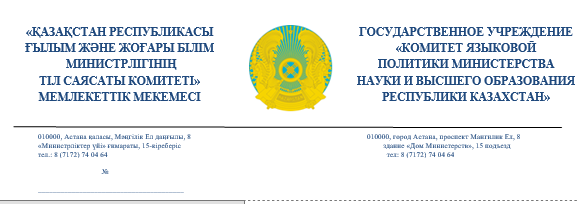 «ҚАЗАҚСТАН РЕСПУБЛИКАСЫ
ҒЫЛЫМ ЖӘНЕ ЖОҒАРЫ БІЛІМ
МИНИСТРЛІГІНІҢ
ТІЛ САЯСАТЫ КОМИТЕТІ»
МЕМЛЕКЕТТІК МЕКЕМЕСІ
ГОСУДАРСТВЕННОЕ УЧРЕЖДЕНИЕ
«КОМИТЕТ ЯЗЫКОВОЙ
ПОЛИТИКИ МИНИСТЕРСТВА
НАУКИ И ВЫСШЕГО ОБРАЗОВАНИЯ
РЕСПУБЛИКИ КАЗАХСТАН»
010000, Астана қаласы, Мәңгілік Ел даңғылы, 8
«Министрліктер үйі» ғимараты, 15-кіреберіс
тел.: 8 (7172) 74 04 64
№
010000, город Астана, проспект Мангилик Ел, 8
здание «Дом Министерств», 15 подъезд
тел: 8 (7172) 74 04 64